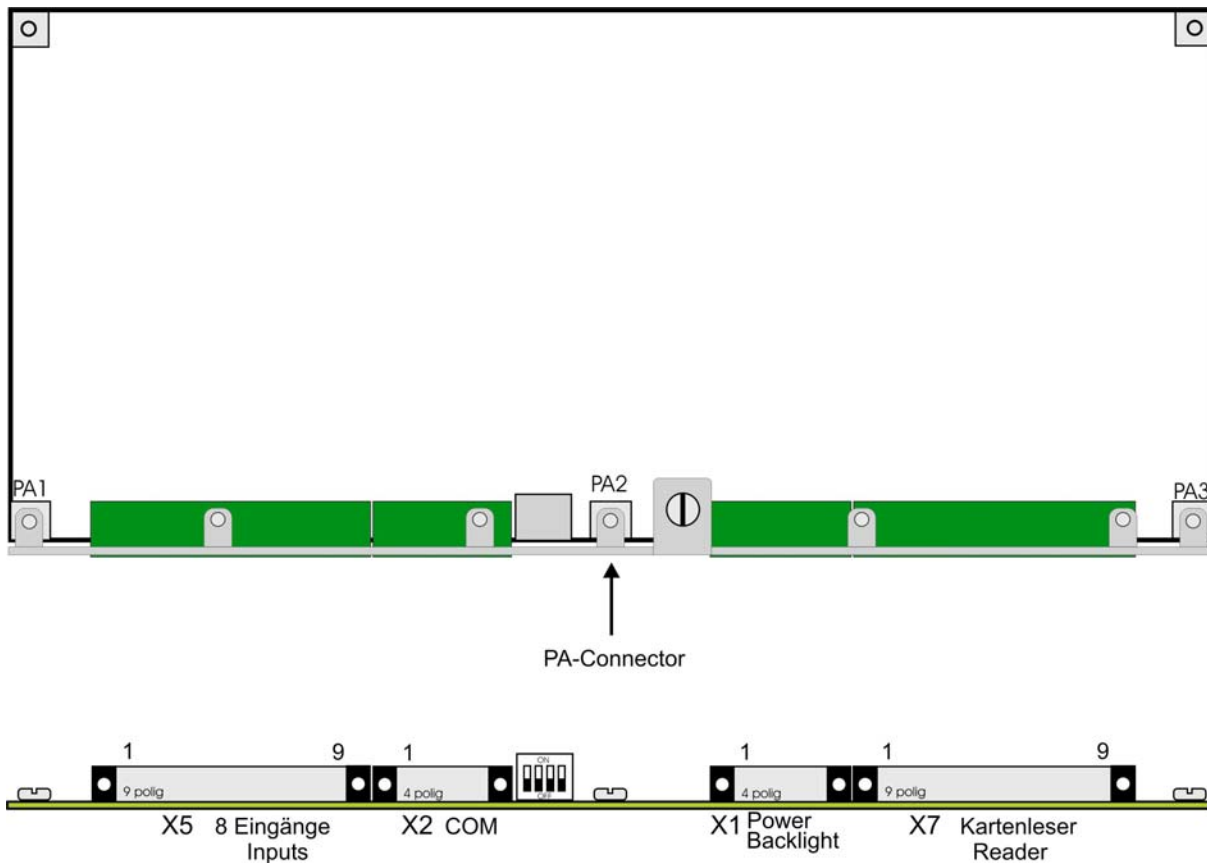 PA1
PA2
PA3
PA-Connector
1 9 1 1 1 9
ON
9 polig 4 polig OFF 4 polig 9 polig
X5 8 Eingänge
Inputs
X2 COM
X1 Power
Backlight
X7 Kartenleser
Reader